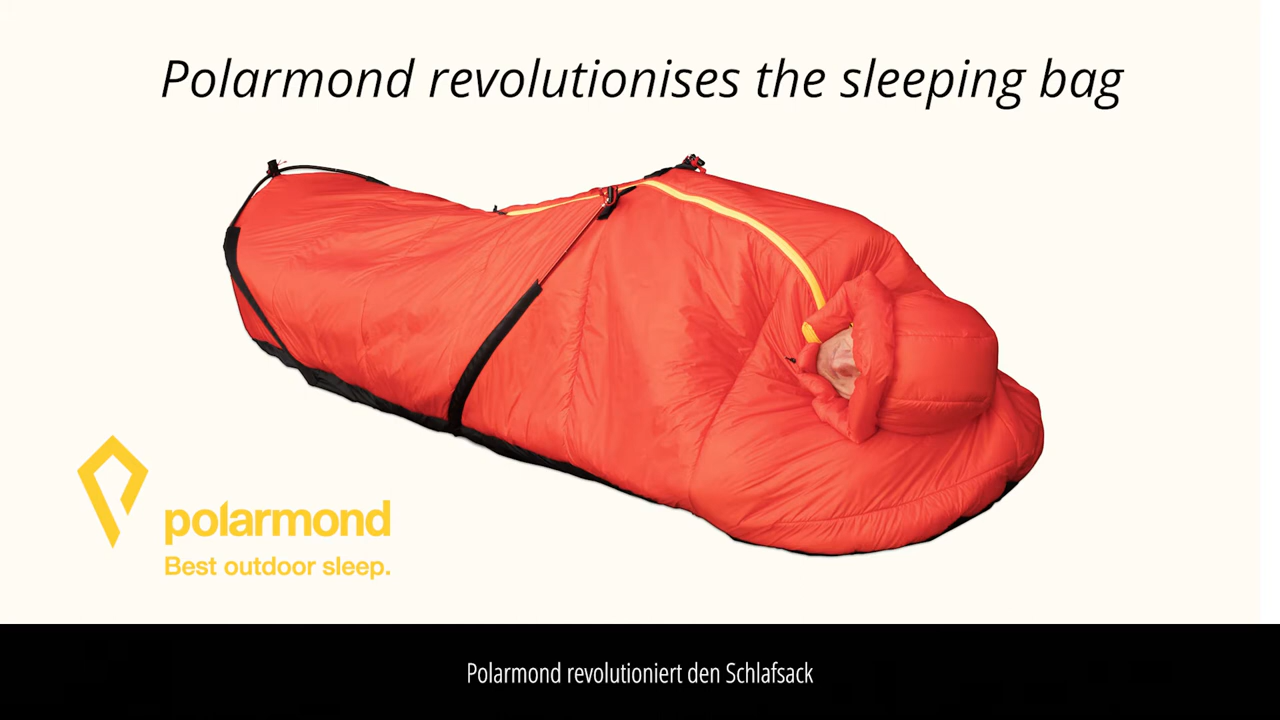 Polarmond revolutionises the sleeping bag
polarmond
Best outdoor sleep.
Polarmond revolutioniert den Schlafsack